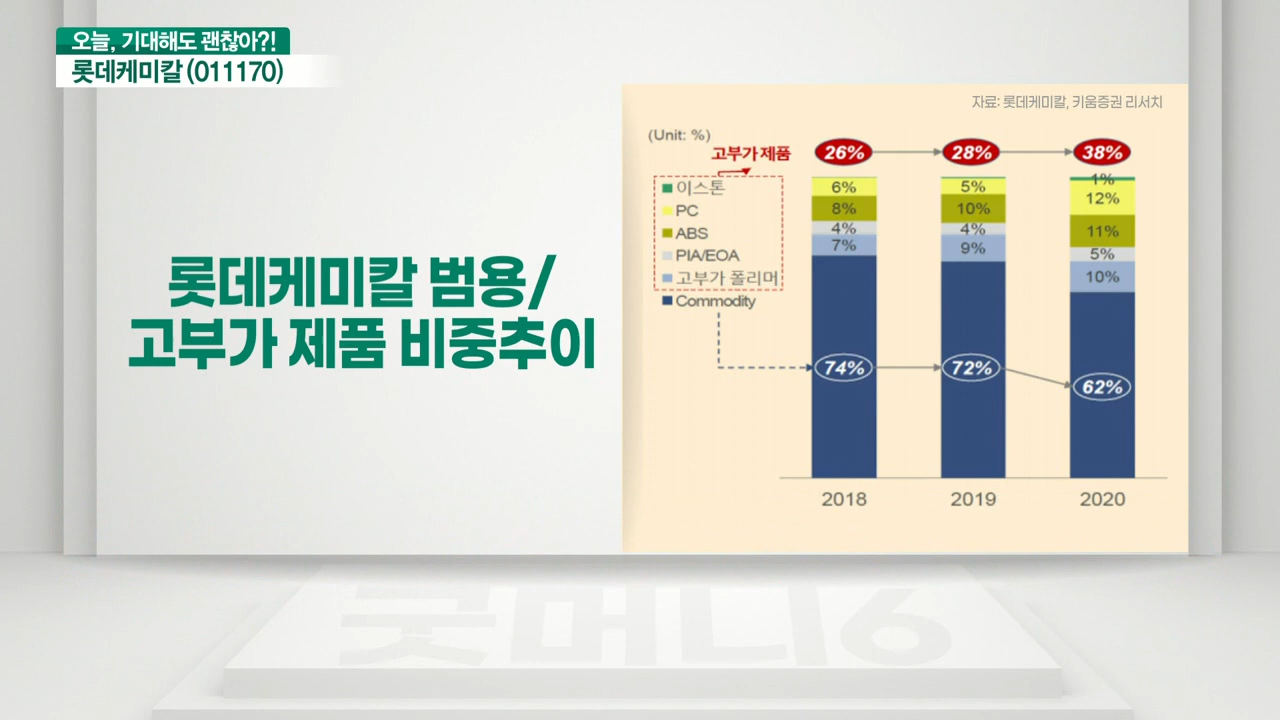 오늘, 기대해도 괜찮아?!
롯데케미칼 (011170)
롯데케미칼 범용/
고부가 제품 비중추이
자료: 롯데케미칼, 키움증권 리서치
(Unit: %)
고부가 제품
26%
28%
38%
이스톤
PC
ABS
PIA/EOA
고부가 폴리머
Commodity
6%
8%
4%
7%
74%
5%
10%
4%
9%
72%
1%
12%
11%
5%
10%
62%
2018
2019
2020
굿머니6